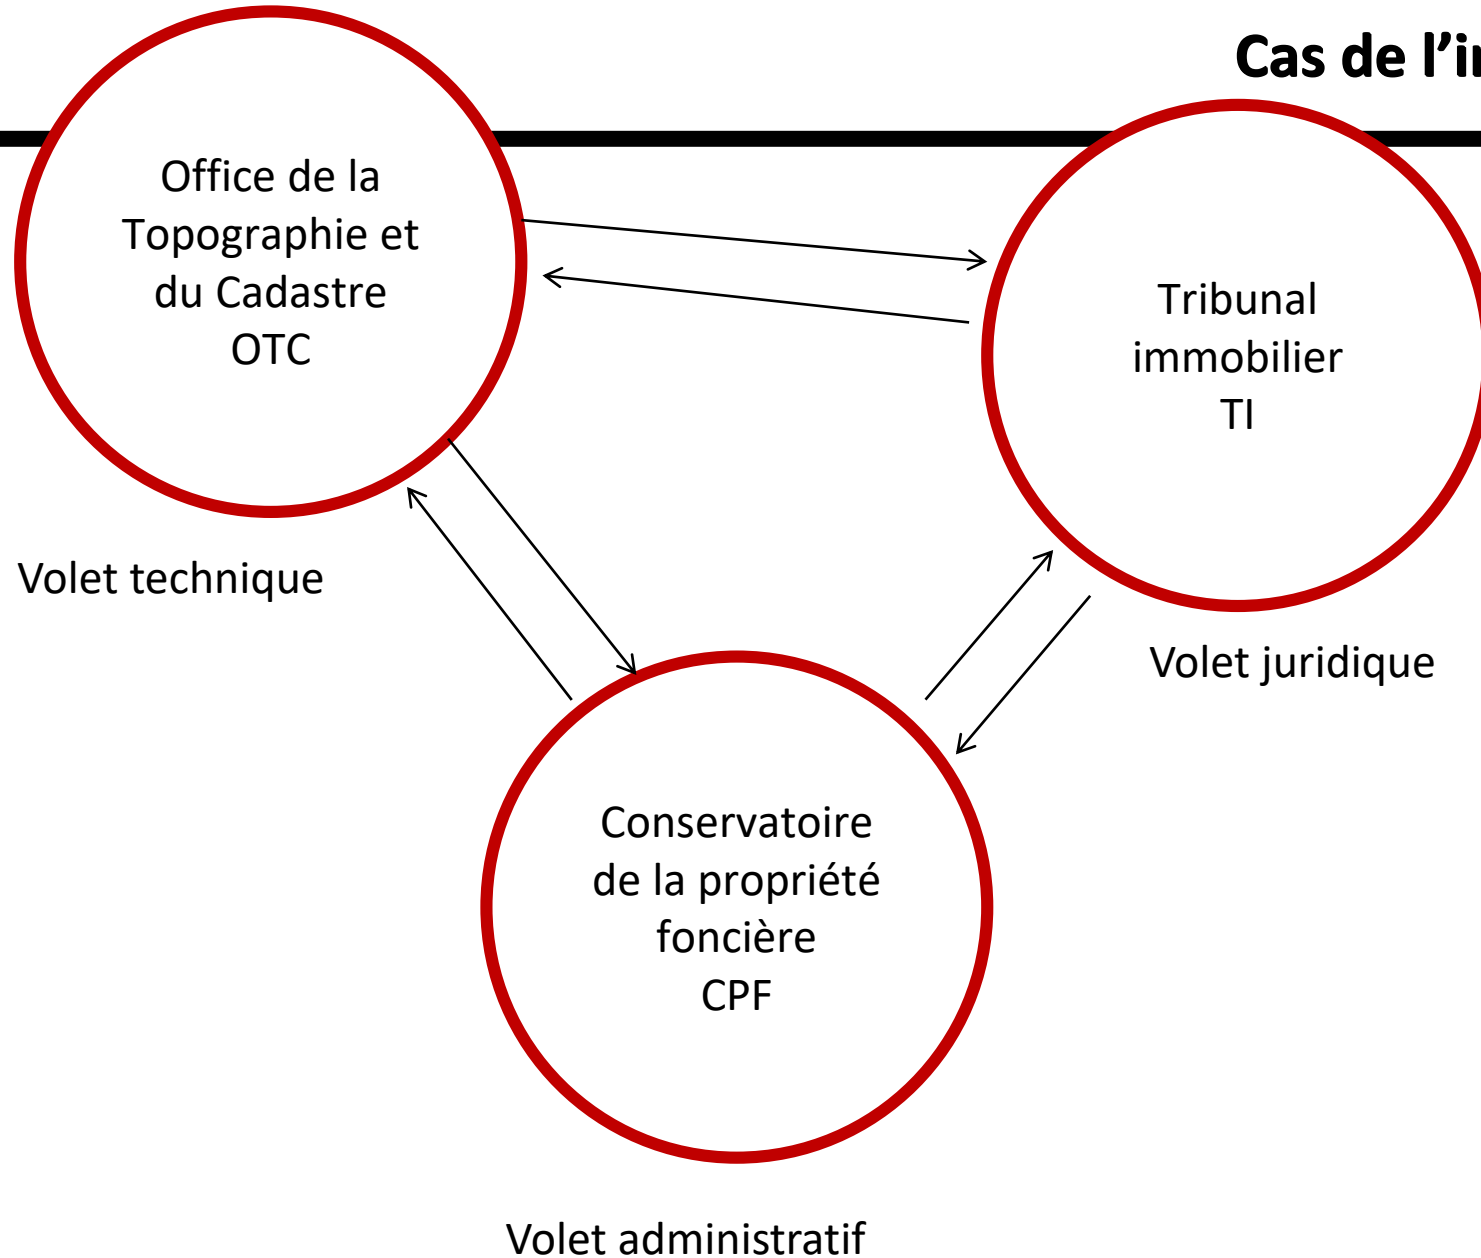 Cas de l'
Office de la
Topographie et
du Cadastre
OTC
Tribunal
immobilier
TI
Volet technique
Volet juridique
Conservatoire
de la propriété
foncière
CPF
Volet administratif